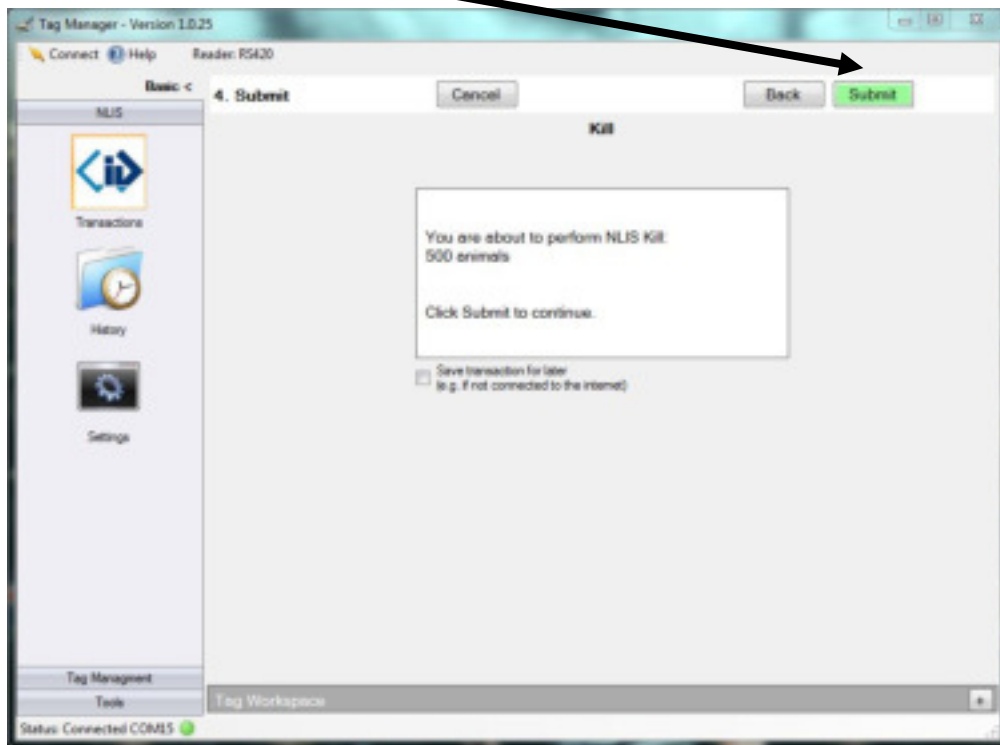 Tag Manager - Version 1.0.25
Connect Help Reader: RS420
Basic <
4. Submit
Cancel
Back
Submit
NLIS
Kill
Transactions
You are about to perform NLIS Kill:
500 animals
Click Submit to continue.
History
Save transaction for later
(e.g. if not connected to the internet)
Settings
Tag Managment
Tools
Tag Workspace
Status: Connected COM15